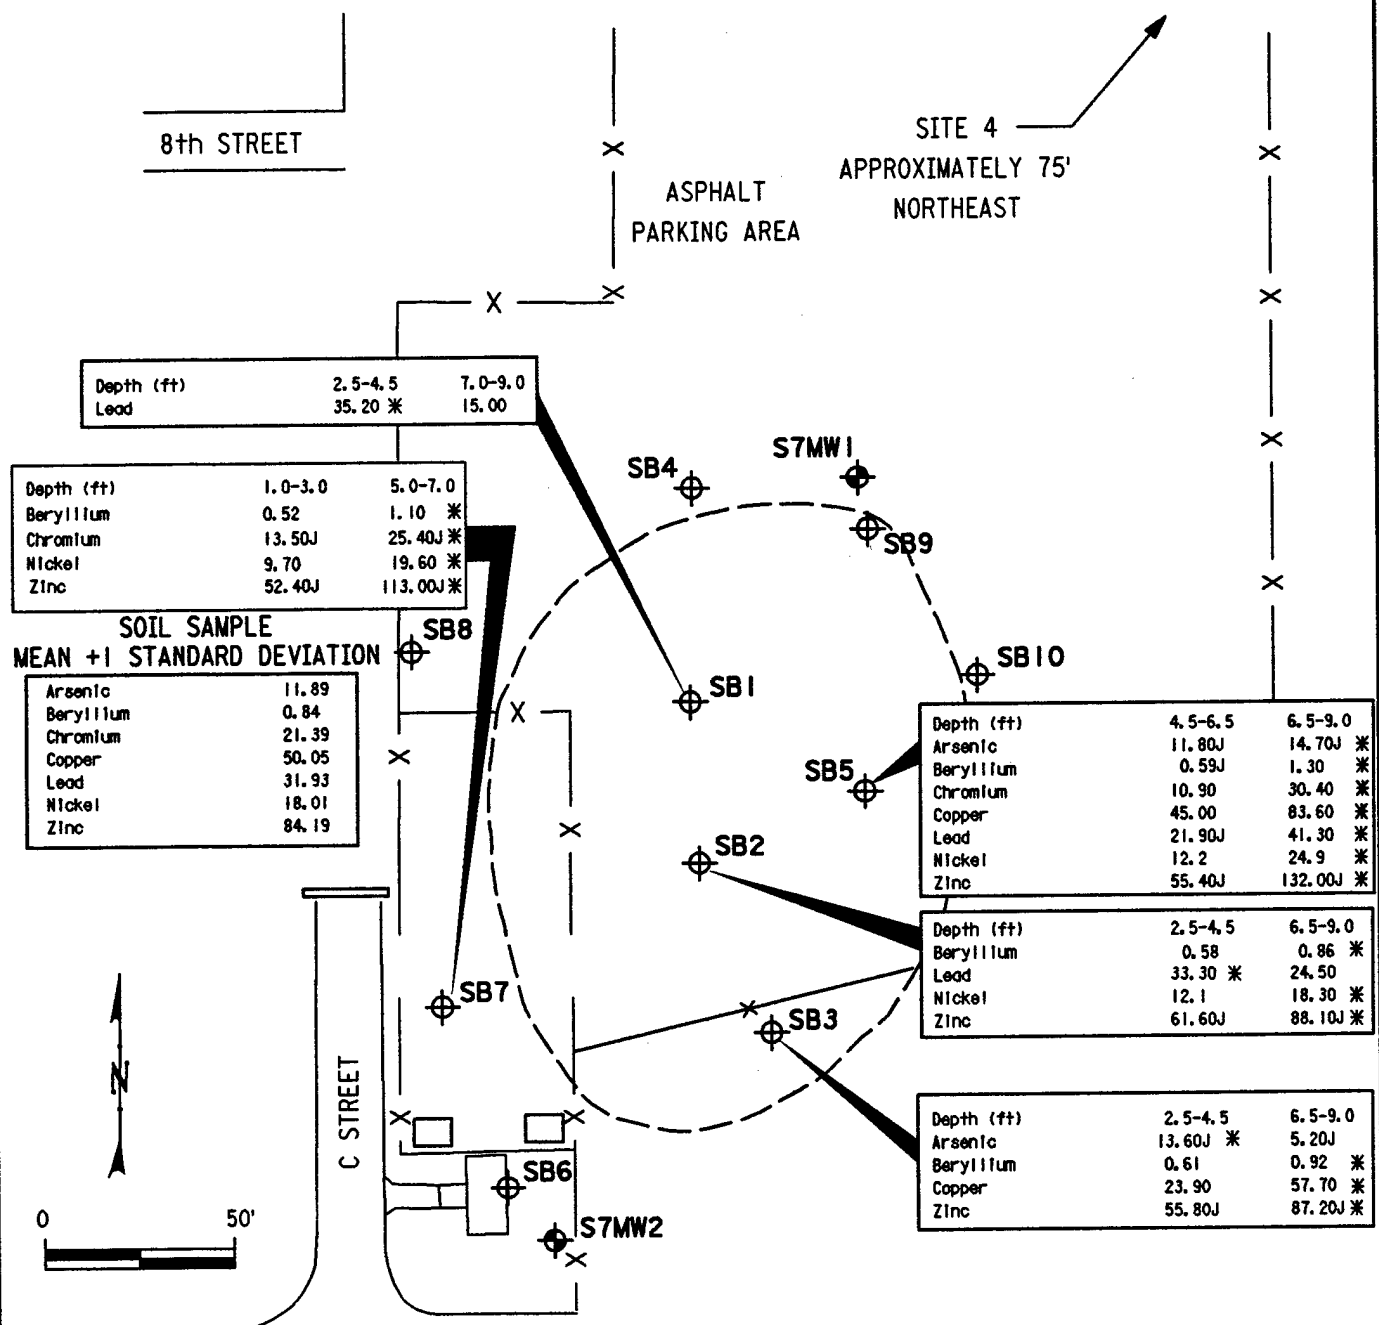 8th STREET
SITE 4
APPROXIMATELY 75'
NORTHEAST
ASPHALT
PARKING AREA
X
X
X
X
X
X
X
Depth (ft) 2.5-4.5 7.0-9.0
Lead 35.20 * 15.00
SB4
S7MW1
SB9
Depth (ft) 1.0-3.0 5.0-7.0
Beryllium 0.52 1.10 *
Chromium 13.50J 25.40J *
Nickel 9.70 19.60 *
Zinc 52.40J 113.00J *
SOIL SAMPLE
MEAN +1 STANDARD DEVIATION
Arsenic 11.89
Beryllium 0.84
Chromium 21.39
Copper 50.05
Lead 31.93
Nickel 18.01
Zinc 84.19
SB8
SB1
SB10
X
X
X
SB5
SB2
Depth (ft) 4.5-6.5 6.5-9.0
Arsenic 11.80J 14.70J *
Beryllium 0.59J 1.30 *
Chromium 10.90 30.40 *
Copper 45.00 83.60 *
Lead 21.90J 41.30 *
Nickel 12.2 24.9 *
Zinc 55.40J 132.00J *
Depth (ft) 2.5-4.5 6.5-9.0
Beryllium 0.58 0.86 *
Lead 33.30 * 24.50
Nickel 12.1 18.30 *
Zinc 61.60J 88.10J *
SB7
X
SB3
N
C STREET
X
X
Depth (ft) 2.5-4.5 6.5-9.0
Arsenic 13.60J * 5.20J
Beryllium 0.61 0.92 *
Copper 23.90 57.70 *
Zinc 55.80J 87.20J *
SB6
S7MW2
X
0 50'